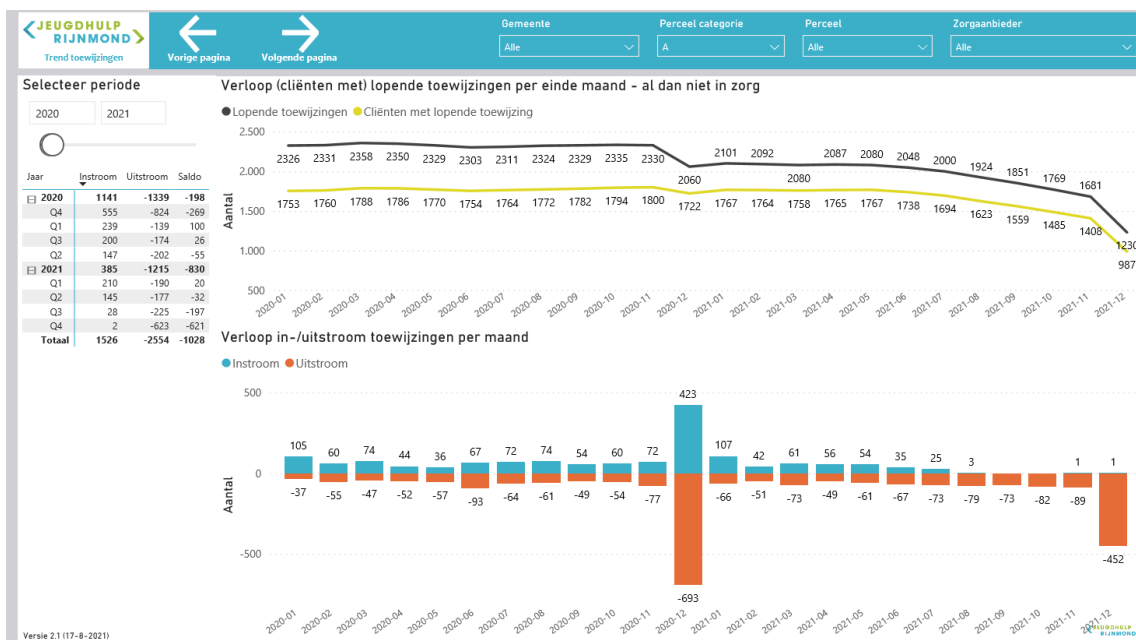 JEUGDHULP
RIJNMOND
Trend toewijzingen
Vorige pagina
Volgende pagina
Gemeente
Alle
Perceel categorie
A
Perceel
Alle
Zorgaanbieder
Alle
Selecteer periode
2020 2021
Jaar Instroom Uitstroom Saldo
2020 1141 -1339 -198
Q4 555 -824 -269
Q1 239 -139 100
Q3 200 -174 26
Q2 147 -202 -55
2021 385 -1215 -830
Q1 210 -190 20
Q2 145 -177 -32
Q3 28 -225 -197
Q4 2 -623 -621
Totaal 1526 -2554 -1028
Verloop (cliënten met) lopende toewijzingen per einde maand - al dan niet in zorg
Lopende toewijzingen Cliënten met lopende toewijzing
Aantal
2.500
2.000
1.500
1.000
500
2326 2331 2358 2350 2329 2303 2311 2324 2329 2335 2330 2060 2101 2092 2080 2087 2080 2048 2000 1924 1851 1769 1681 1230
1753 1760 1788 1786 1770 1754 1764 1772 1782 1794 1800 1722 1767 1764 1758 1765 1767 1738 1694 1623 1559 1485 1408 987
2020-01 2020-02 2020-03 2020-04 2020-05 2020-06 2020-07 2020-08 2020-09 2020-10 2020-11 2020-12 2021-01 2021-02 2021-03 2021-04 2021-05 2021-06 2021-07 2021-08 2021-09 2021-10 2021-11 2021-12
Verloop in-/uitstroom toewijzingen per maand
Instroom Uitstroom
Aantal
500
0
-500
105 60 74 44 36 67 72 74 54 60 72 423 107 42 61 56 54 35 25 3 1 1
-37 -55 -47 -52 -57 -93 -64 -61 -49 -54 -77 -693 -66 -51 -73 -49 -61 -67 -73 -79 -73 -82 -89 -452
2020-01 2020-02 2020-03 2020-04 2020-05 2020-06 2020-07 2020-08 2020-09 2020-10 2020-11 2020-12 2021-01 2021-02 2021-03 2021-04 2021-05 2021-06 2021-07 2021-08 2021-09 2021-10 2021-11 2021-12
Versie 2.1 (17-8-2021)
JEUGDHULP
RIJNMOND